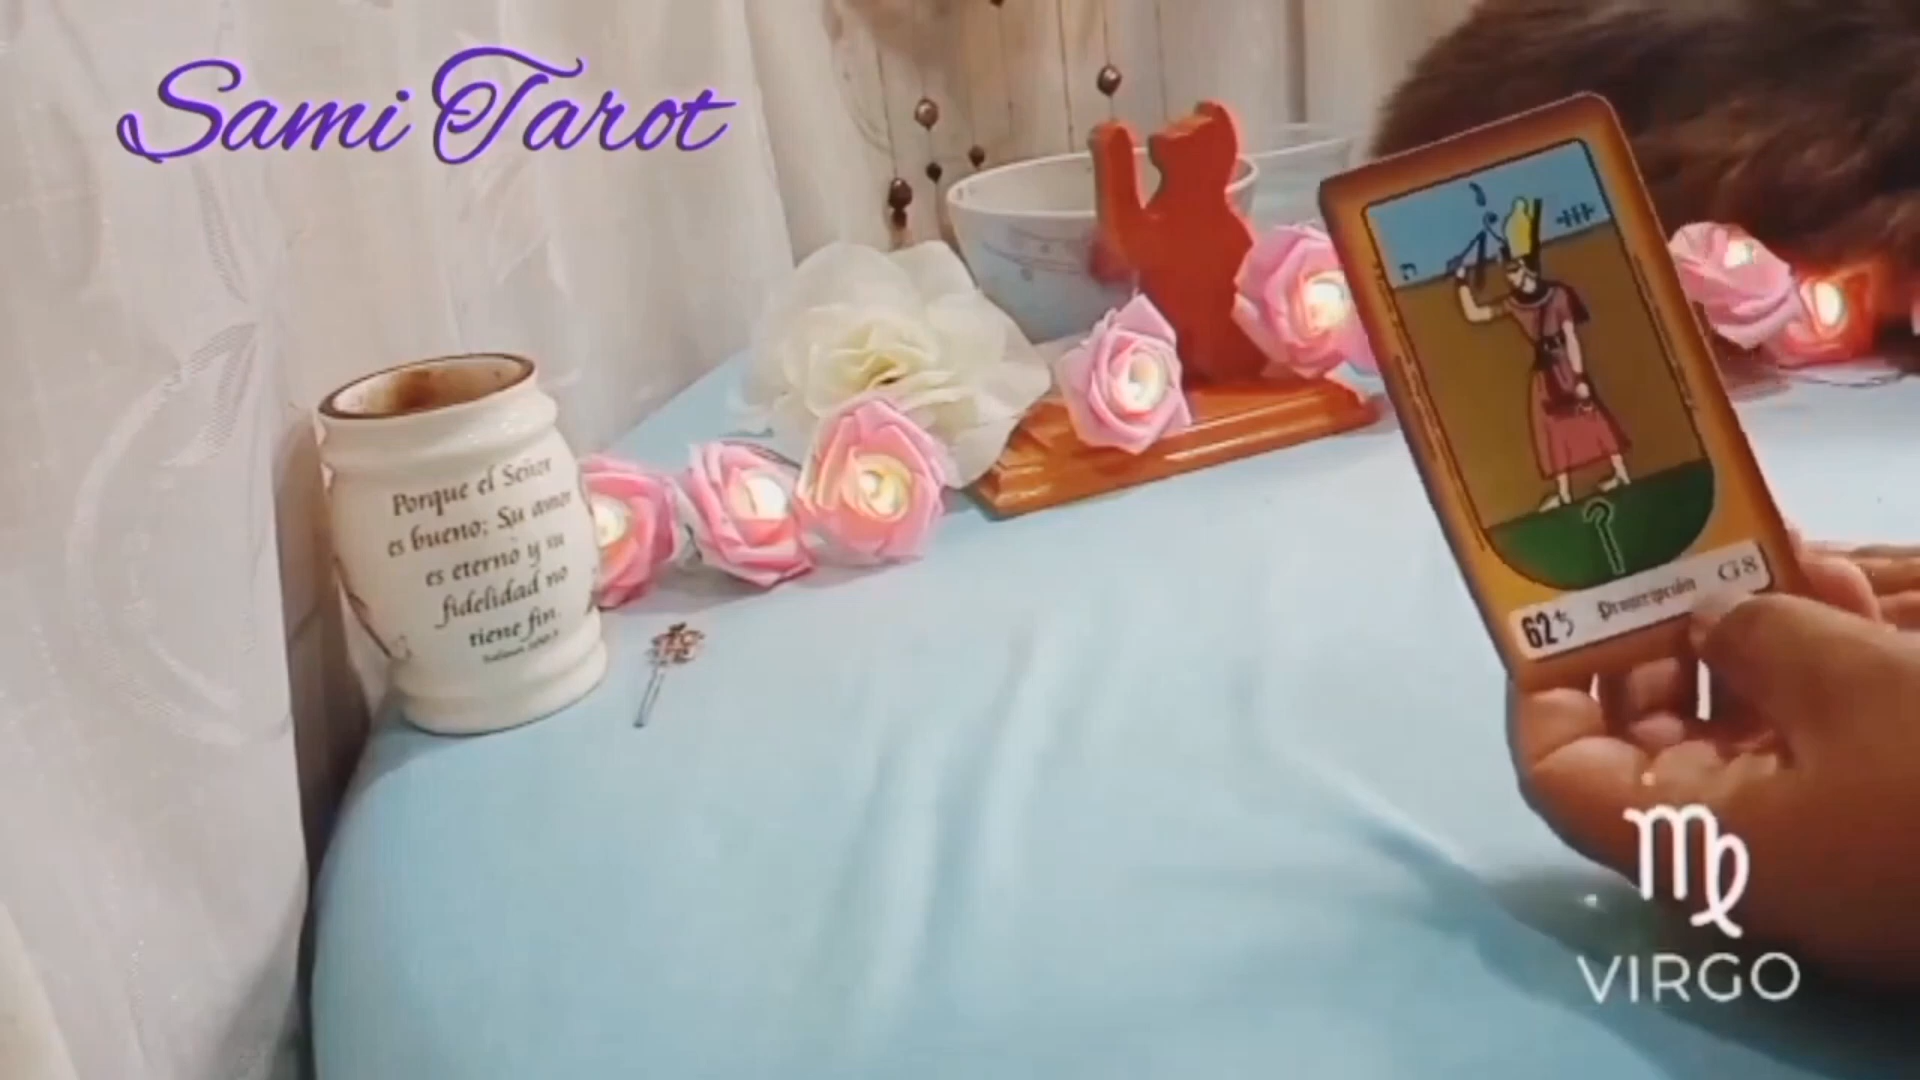 Sami Tarot
Porque el Señor
es bueno; Su amor
es eterno y su
fidelidad no
tiene fin.
62 Proscripción G8
VIRGO